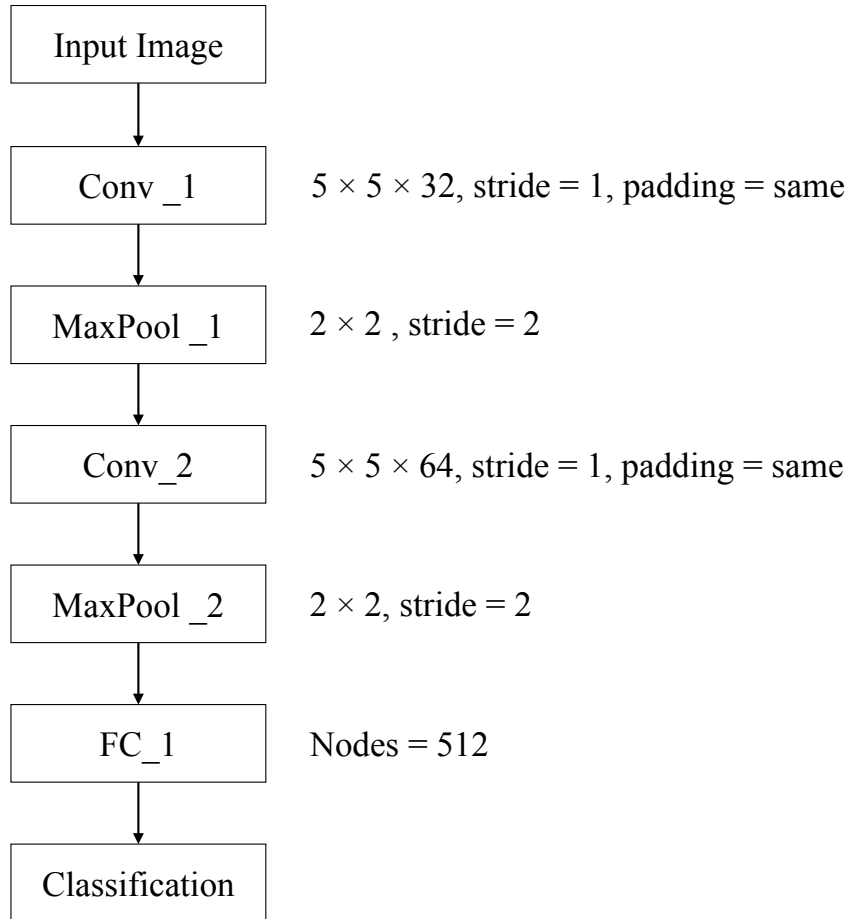 Input Image
Conv _1
5 × 5 × 32, stride = 1, padding = same
MaxPool _1
2 × 2 , stride = 2
Conv_2
5 × 5 × 64, stride = 1, padding = same
MaxPool _2
2 × 2, stride = 2
FC_1
Nodes = 512
Classification